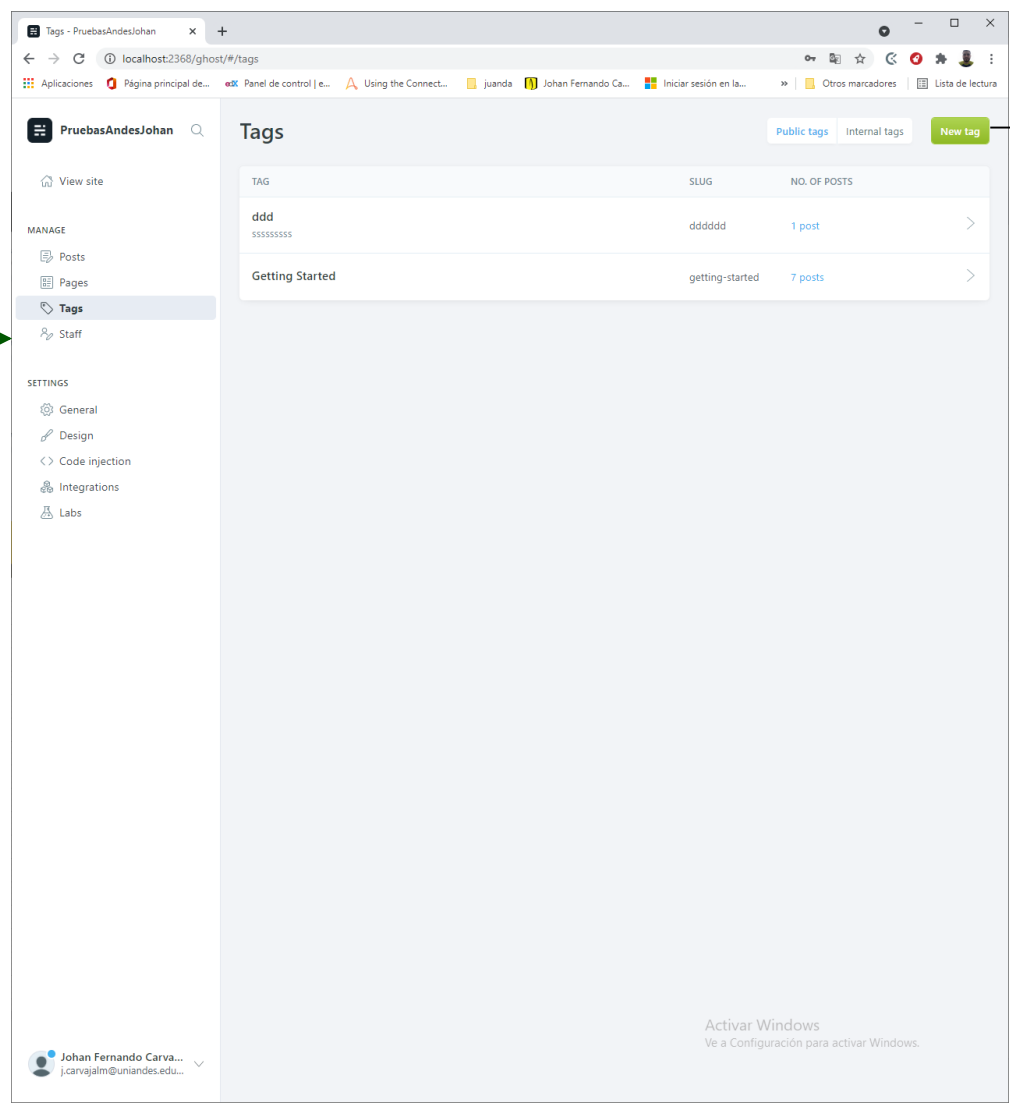 Tags - PruebasAndesJohan
localhost:2368/ghost/#/tags
Aplicaciones Página principal de... Panel de control | e... Using the Connect... juanda Johan Fernando Ca... Iniciar sesión en la... » Otros marcadores Lista de lectura
PruebasAndesJohan
View site
MANAGE
Posts
Pages
Tags
Staff
SETTINGS
General
Design
Code injection
Integrations
Labs
Johan Fernando Carva...
j.carvajalm@uniandes.edu...
Tags Public tags Internal tags New tag
TAG SLUG NO. OF POSTS
ddd dddddd 1 post
sssssssss
Getting Started getting-started 7 posts
Activar Windows
Ve a Configuración para activar Windows.